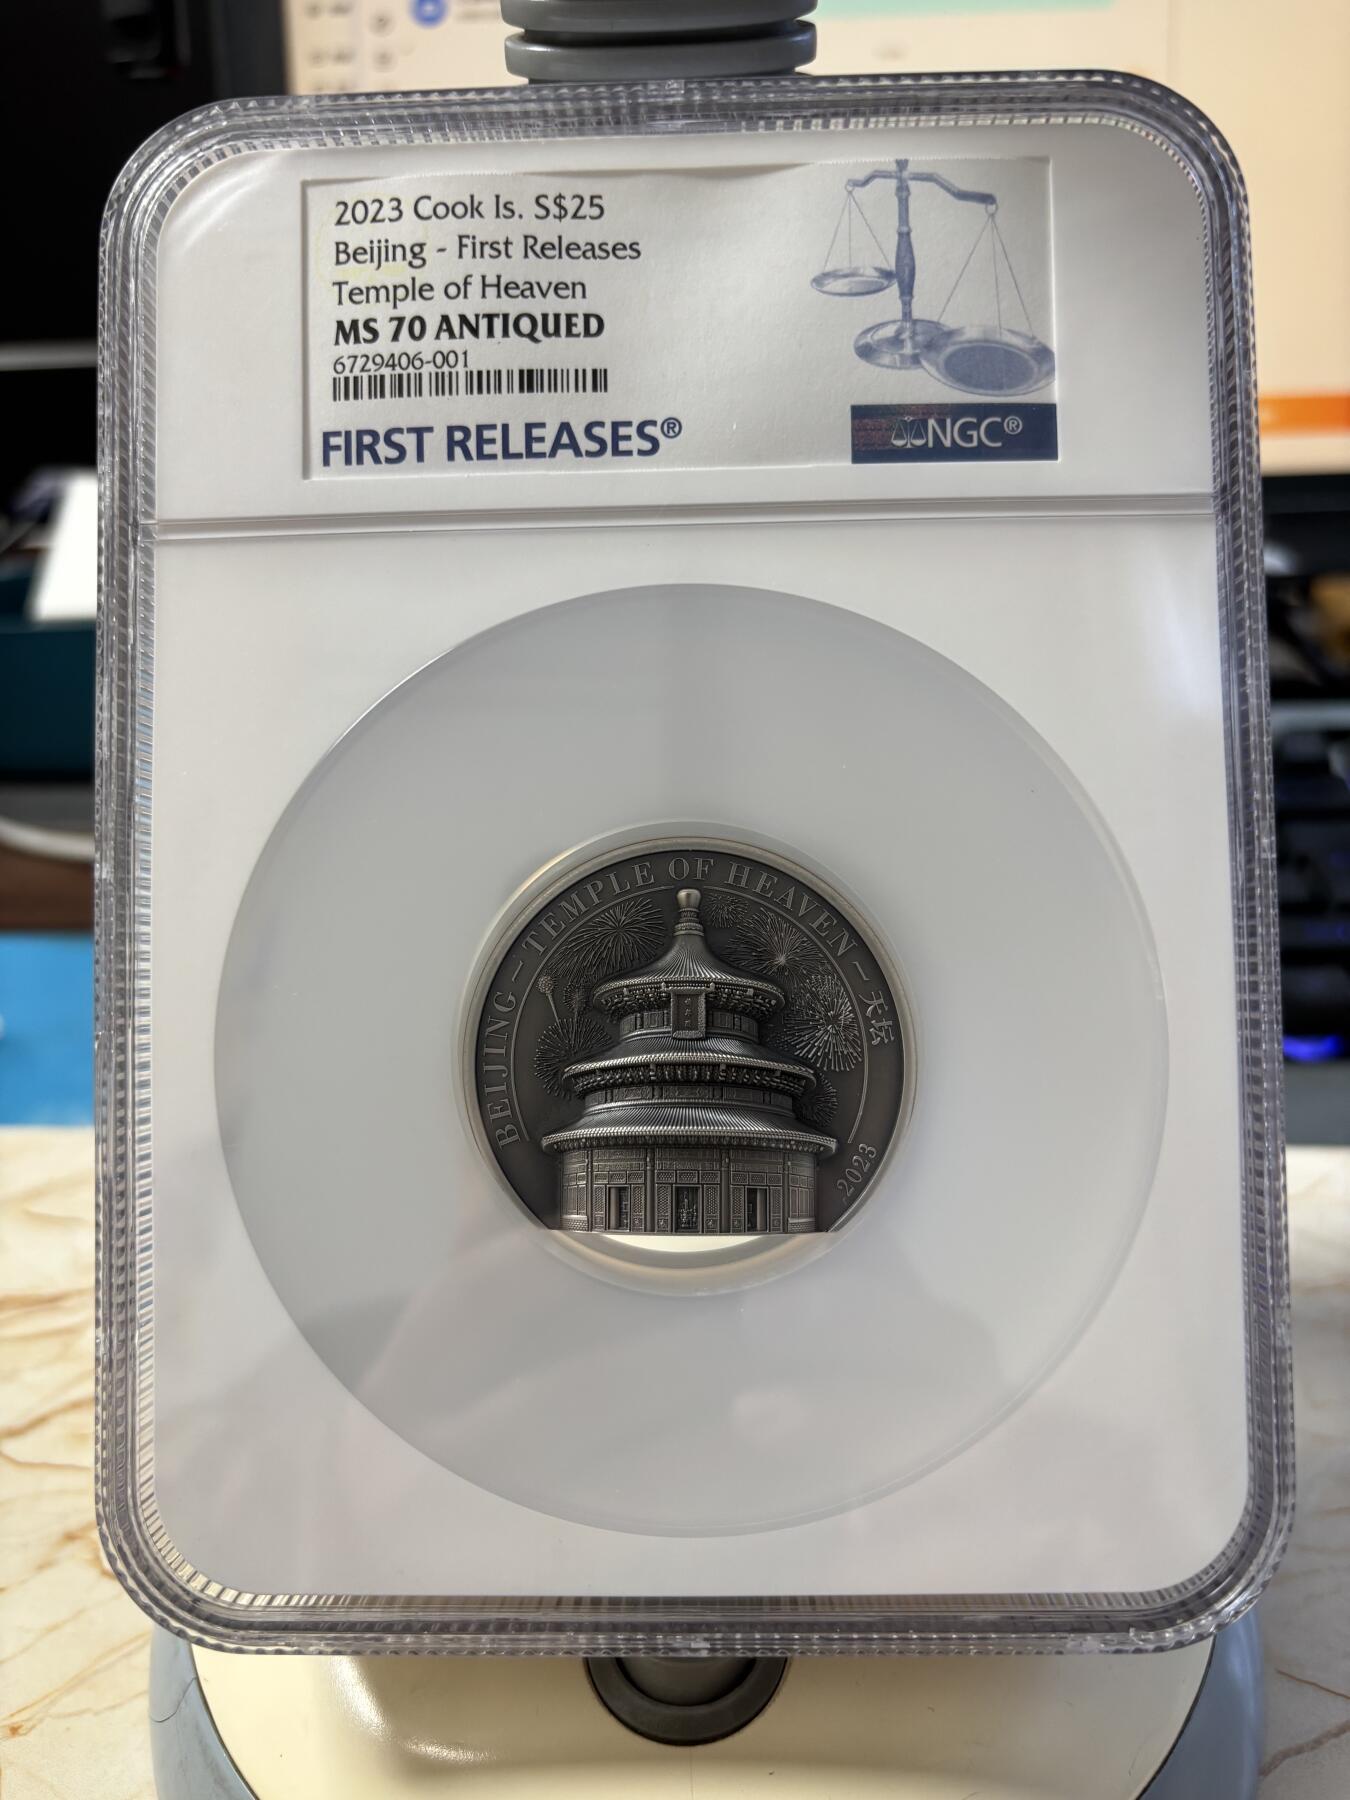 2023 Cook Is. S$25
Beijing - First Releases
Temple of Heaven
MS 70 ANTIQUED
6729406-001
FIRST RELEASES®
NGC®
BEIJING – TEMPLE OF HEAVEN – 天坛
2023